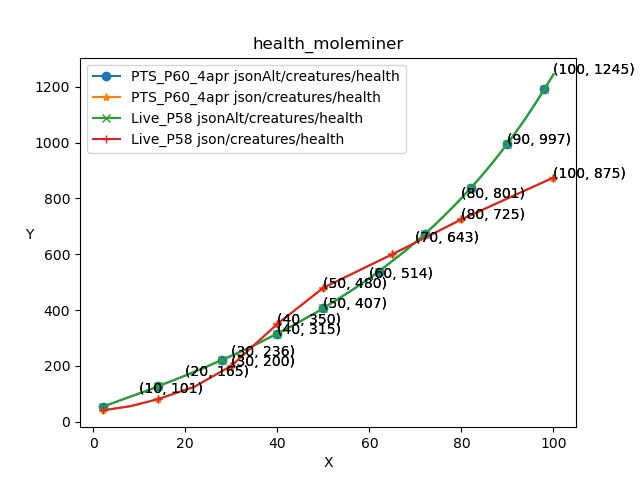 health_moleminer
PTS_P60_4apr jsonAlt/creatures/health
PTS_P60_4apr json/creatures/health
Live_P58 jsonAlt/creatures/health
Live_P58 json/creatures/health
Y
1200
1000
800
600
400
200
0
(100, 1245)
(90, 997)
(100, 875)
(80, 801)
(80, 725)
(70, 643)
(60, 514)
(50, 480)
(50, 407)
(40, 350)
(40, 315)
(30, 236)
(30, 200)
(20, 165)
(10, 101)
0 20 40 60 80 100
X